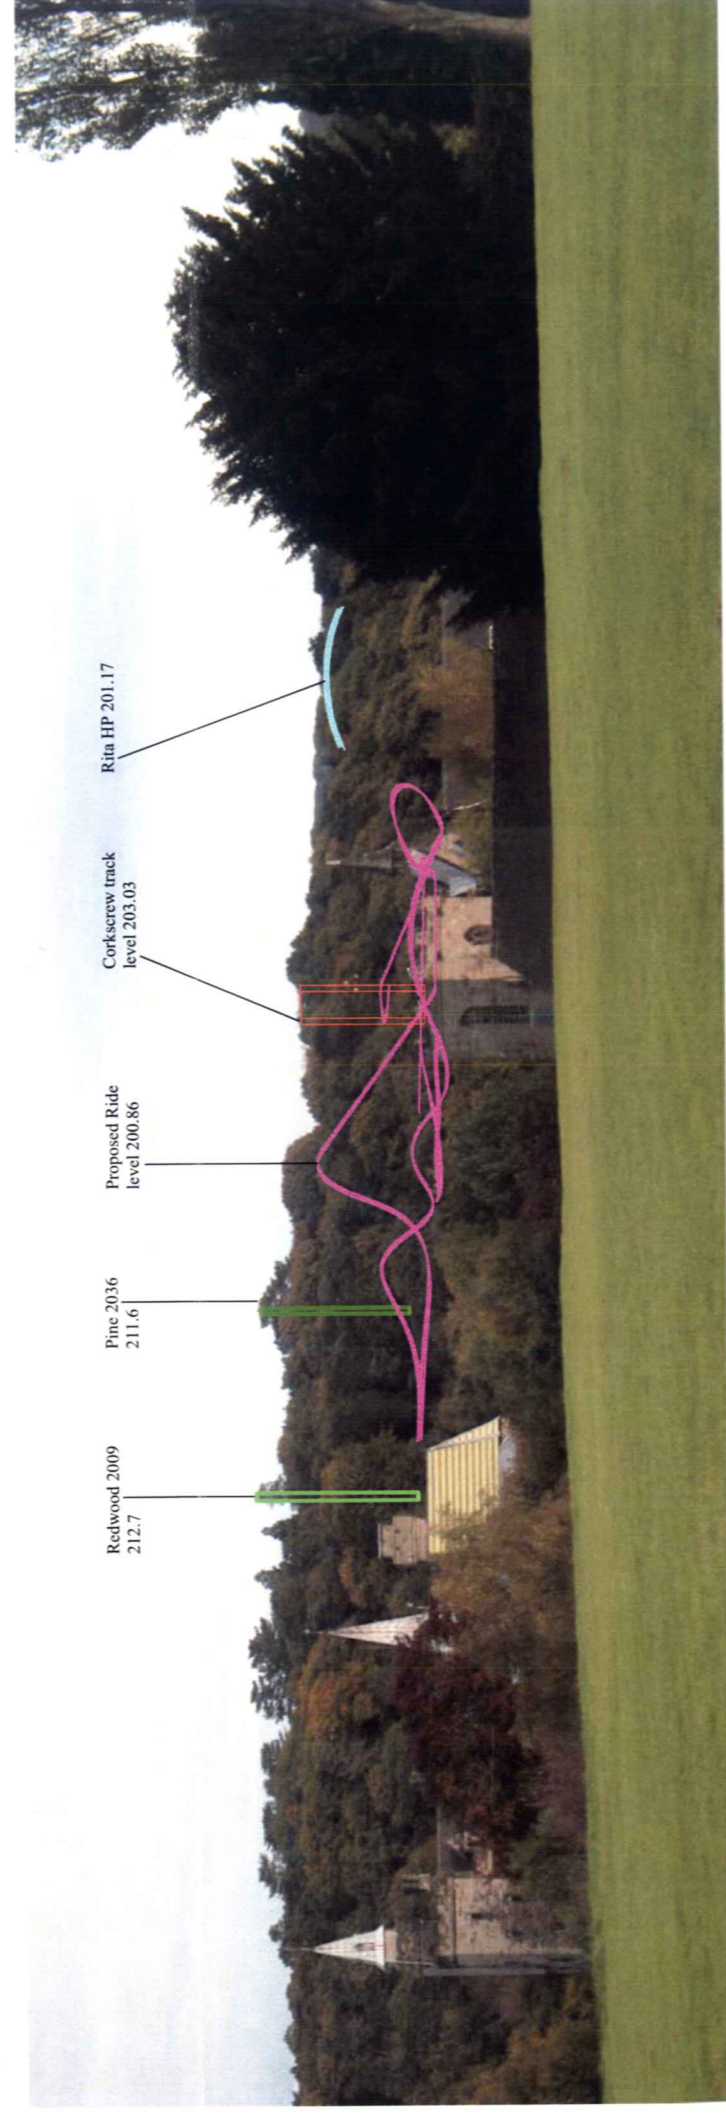 Redwood 2009
212.7
Pine 2036
211.6
Proposed Ride
level 200.86
Corkscrew track
level 203.03
Rita HP 201.17